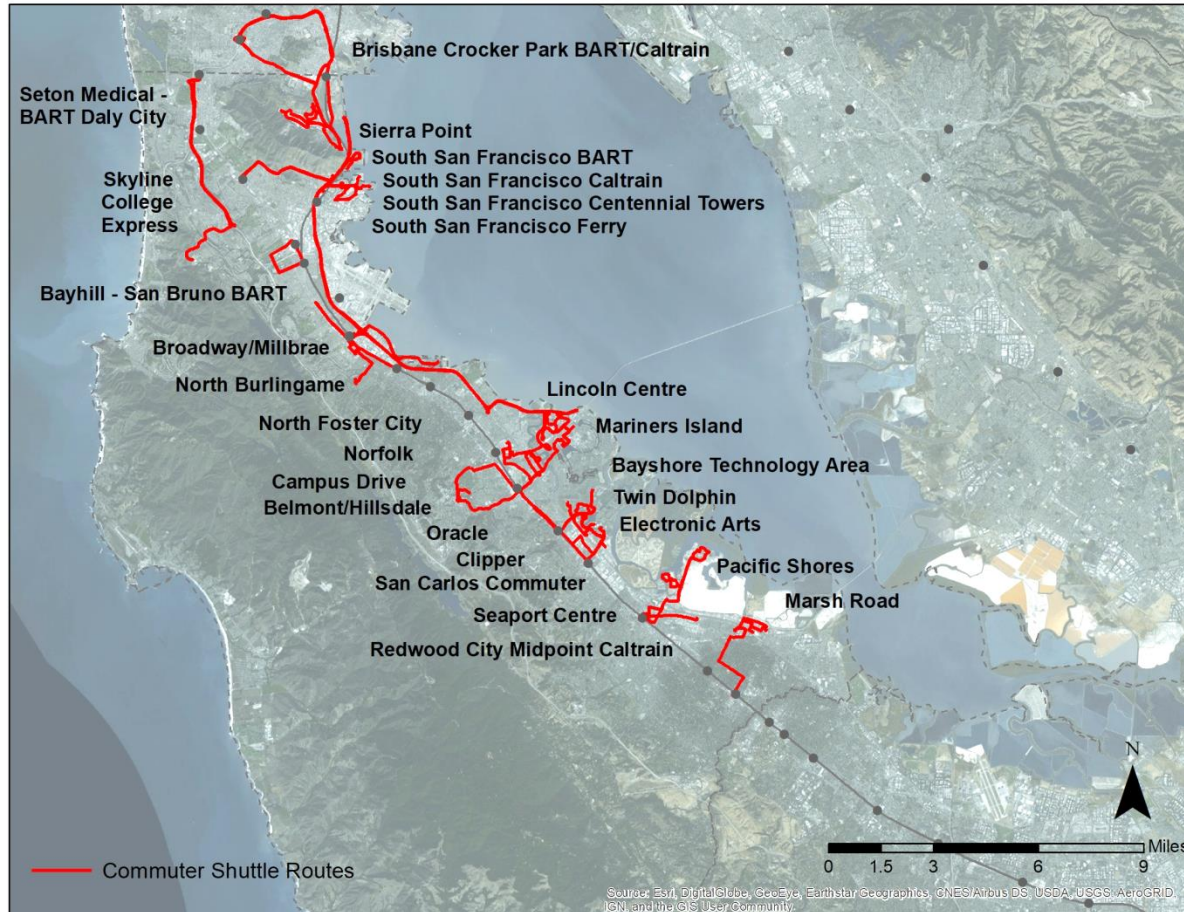 Brisbane Crocker Park BART/Caltrain
Seton Medical -
BART Daly City
Sierra Point
South San Francisco BART
Skyline
College
Express
South San Francisco Caltrain
South San Francisco Centennial Towers
South San Francisco Ferry
Bayhill - San Bruno BART
Broadway/Millbrae
North Burlingame
Lincoln Centre
North Foster City
Mariners Island
Norfolk
Bayshore Technology Area
Campus Drive
Twin Dolphin
Belmont/Hillsdale
Electronic Arts
Oracle
Clipper
Pacific Shores
San Carlos Commuter
Marsh Road
Seaport Centre
Redwood City Midpoint Caltrain
N
Miles
0 1.5 3 6 9
Commuter Shuttle Routes
Source: Esri, DigitalGlobe, GeoEye, Earthstar Geographics, CNES/Airbus DS, USDA, USGS, AeroGRID,
IGN, and the GIS User Community